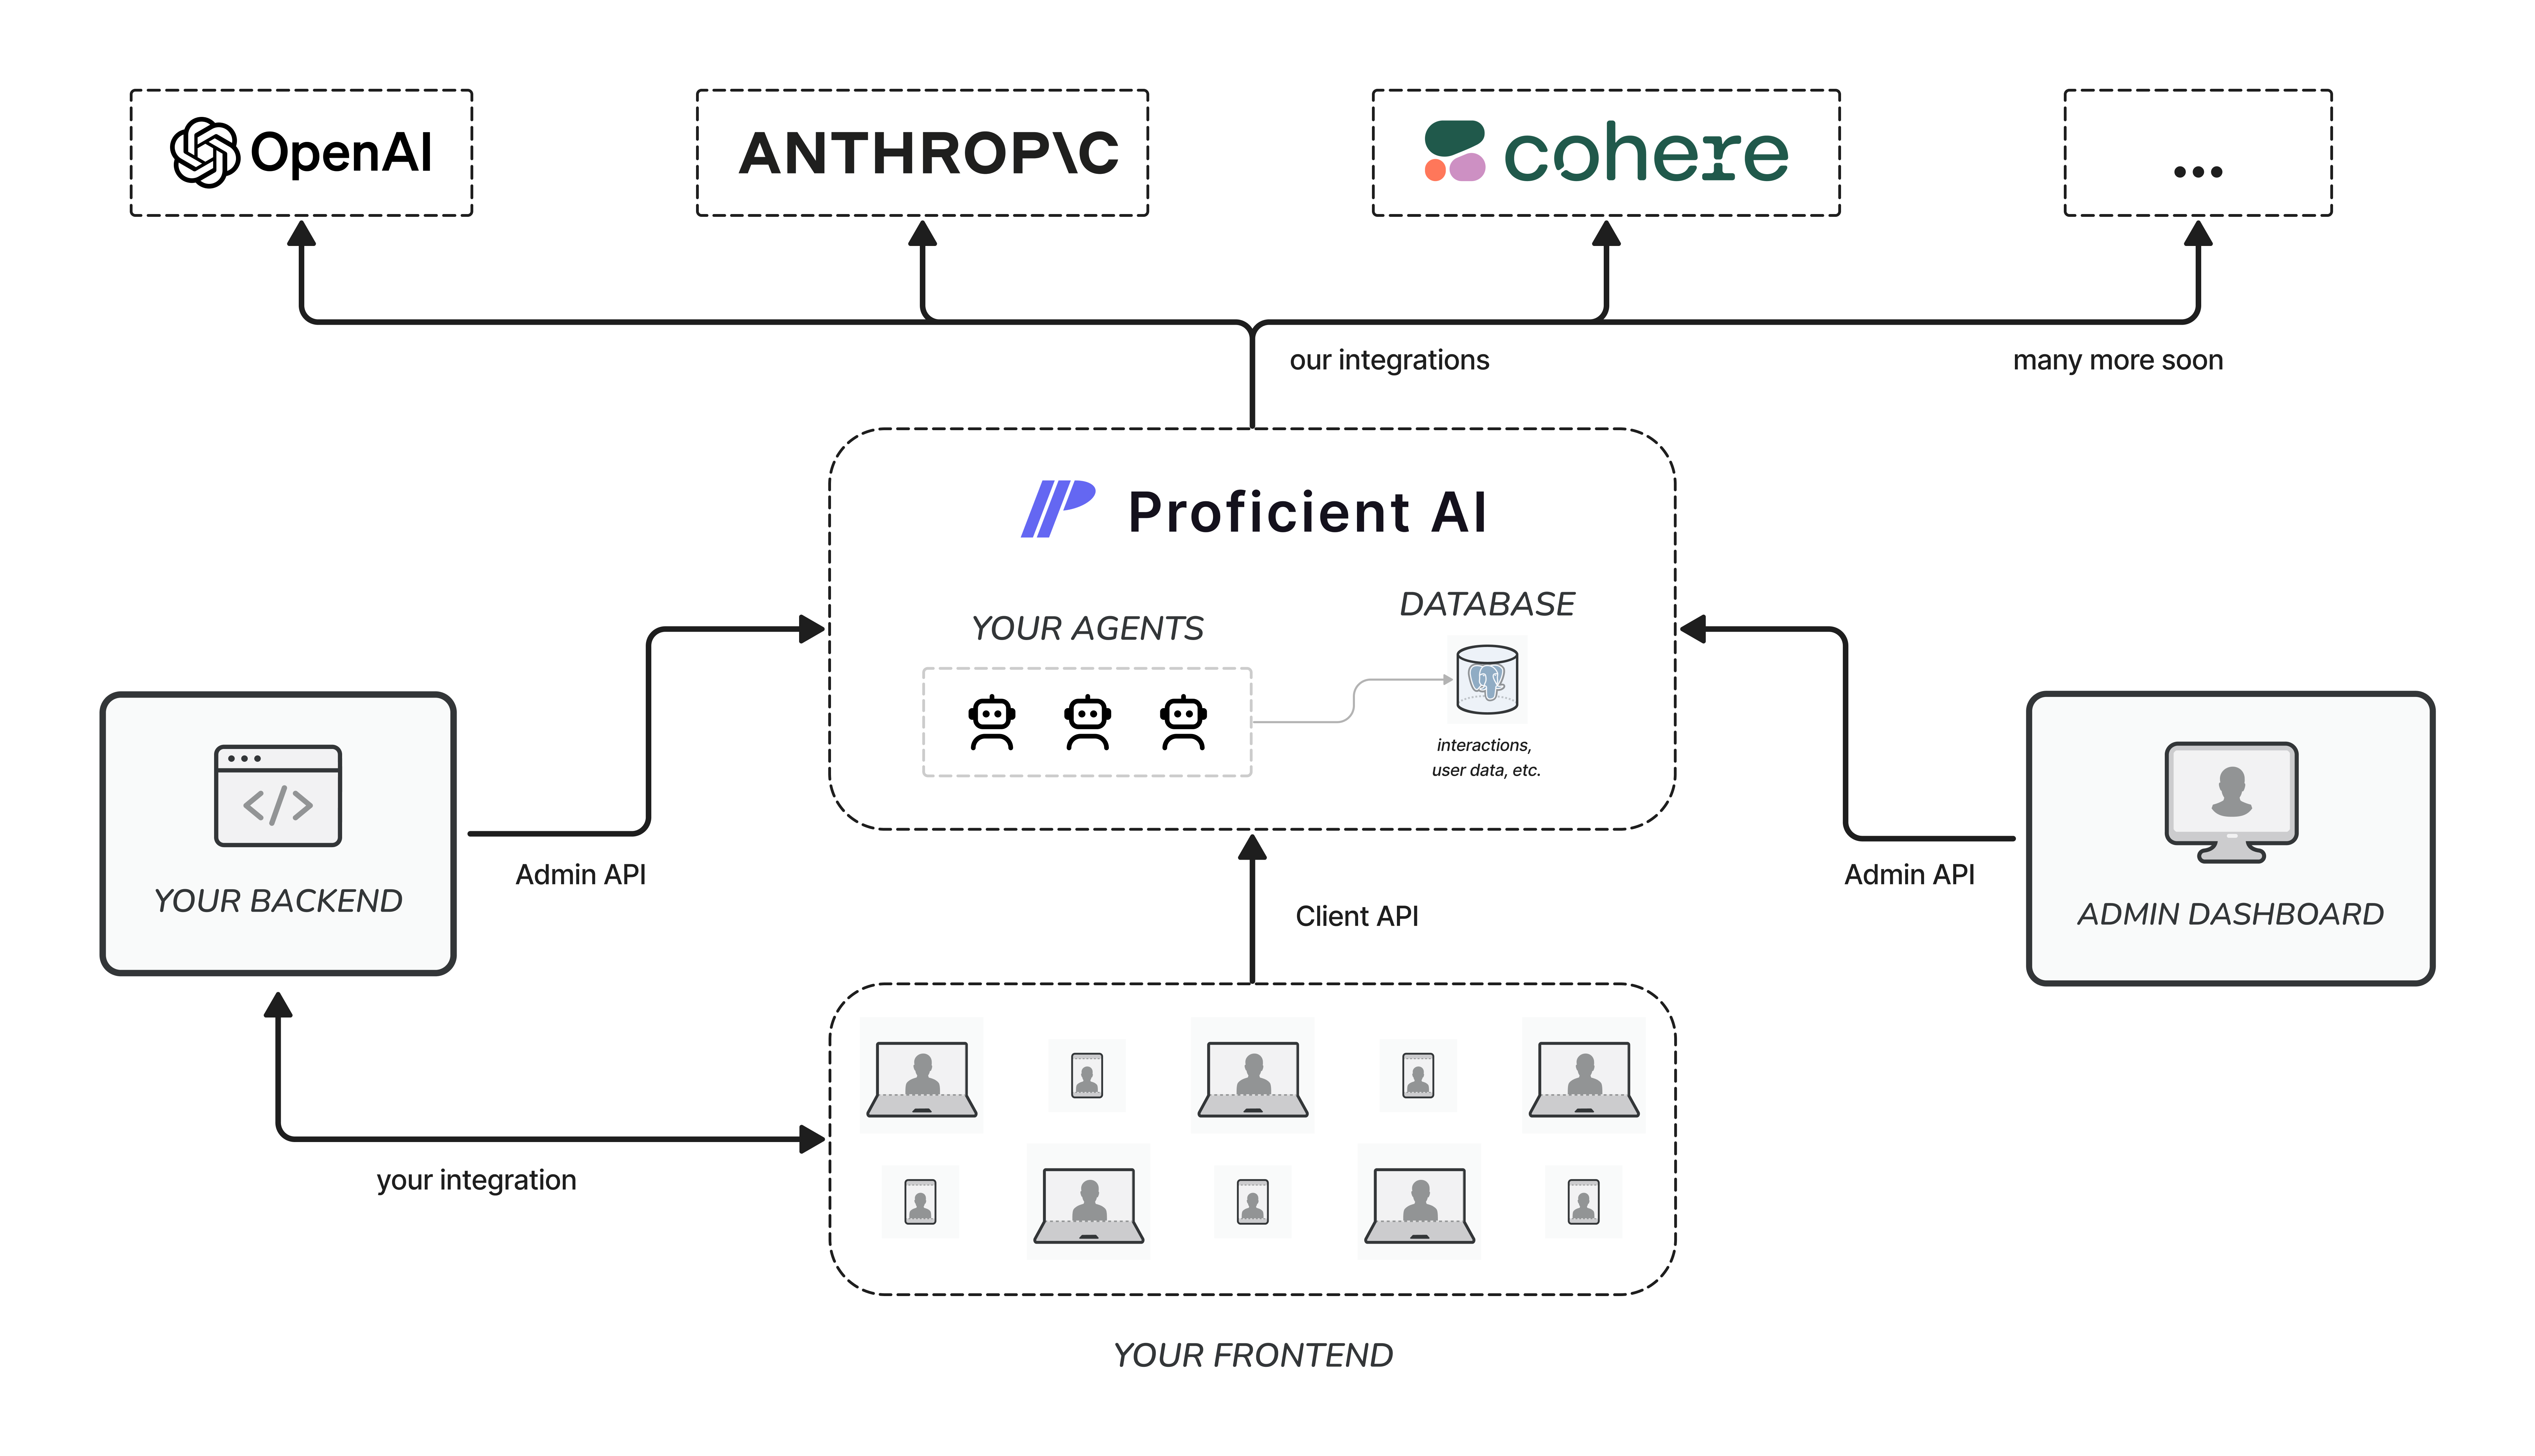 OpenAI
ANTHROP\C
cohere
...
our integrations
many more soon
Proficient AI
YOUR AGENTS
DATABASE
interactions,
user data, etc.
</>
YOUR BACKEND
Admin API
Admin API
ADMIN DASHBOARD
Client API
your integration
YOUR FRONTEND